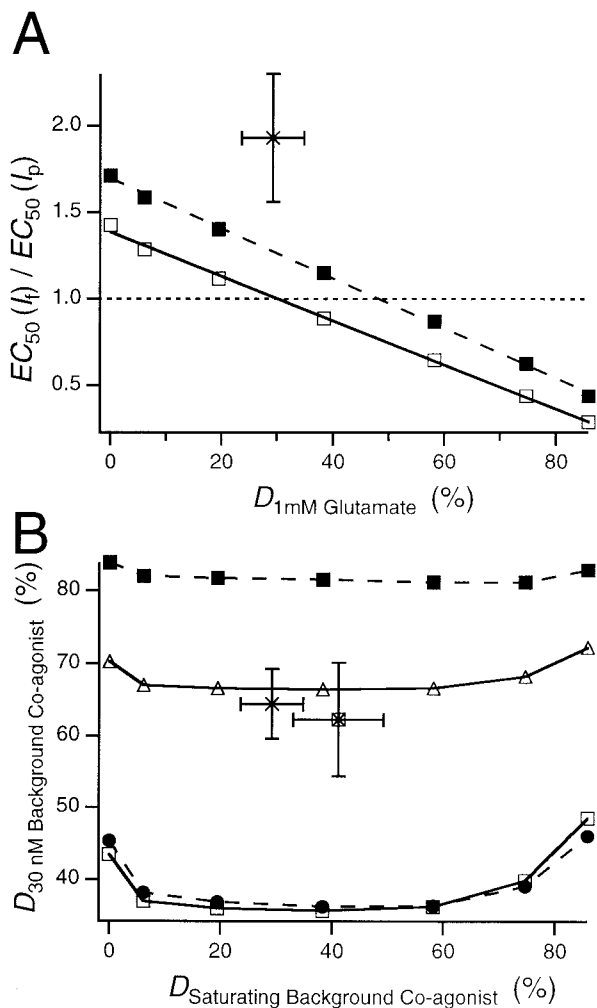 A
EC50 (If) / EC50 (Ip)
2.0
1.5
1.0
0.5
0 20 40 60 80
D1mM Glutamate (%)
B
D30 nM Background Co-agonist (%)
80
70
60
50
40
0 20 40 60 80
DSaturating Background Co-agonist (%)